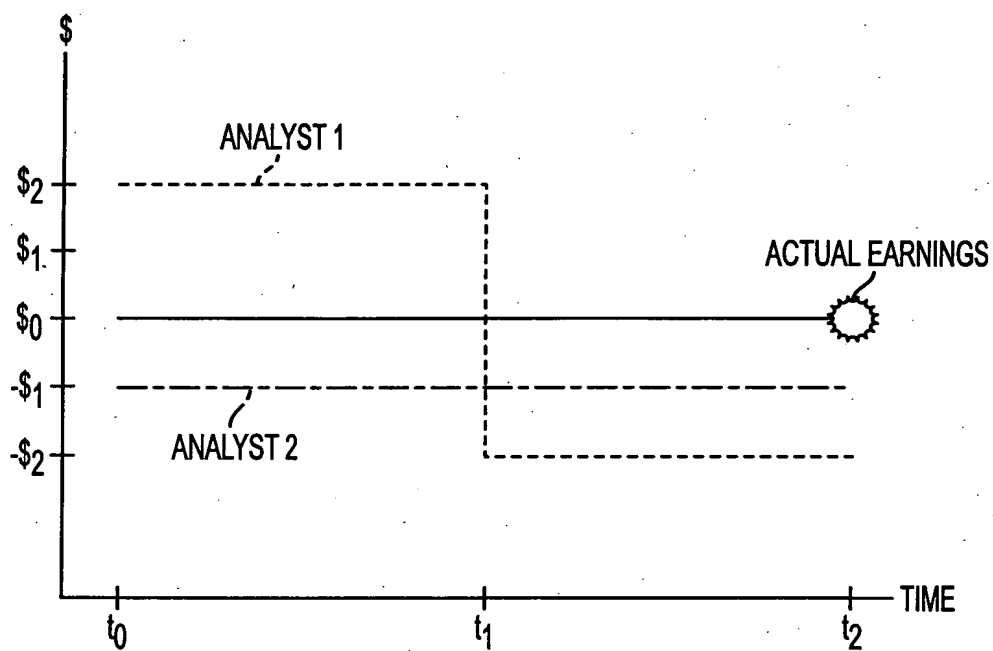 $
ANALYST 1
$2
$1
ACTUAL EARNINGS
$0
-$1
ANALYST 2
-$2
TIME
t0
t1
t2